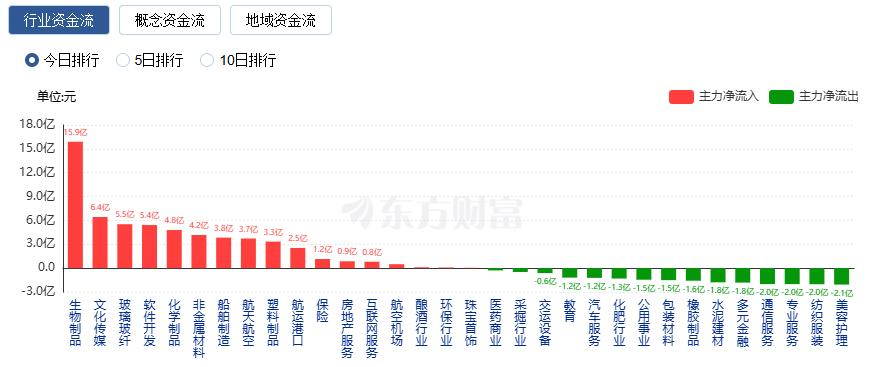 行业资金流 概念资金流 地域资金流
今日排行 5日排行 10日排行
单位:元 主力净流入 主力净流出
18.0亿
15.0亿
12.0亿
9.0亿
6.0亿
3.0亿
0.0
-3.0亿
15.9亿 6.4亿 5.5亿 5.4亿 4.8亿 4.2亿 3.8亿 3.7亿 3.3亿 2.5亿 1.2亿 0.9亿 0.8亿
-0.6亿 -1.2亿 -1.2亿 -1.3亿 -1.5亿 -1.5亿 -1.6亿 -1.8亿 -1.8亿 -2.0亿 -2.0亿 -2.0亿 -2.1亿
东方财富
生物制品
文化传媒
玻璃玻纤
软件开发
化学制品
非金属材料
船舶制造
航天航空
塑料制品
航运港口
保险
房地产服务
互联网服务
航空机场
酿酒行业
环保行业
珠宝首饰
医药商业
采掘行业
交运设备
教育
汽车服务
化肥行业
公用事业
包装材料
橡胶制品
水泥建材
多元金融
通信服务
专业服务
纺织服装
美容护理